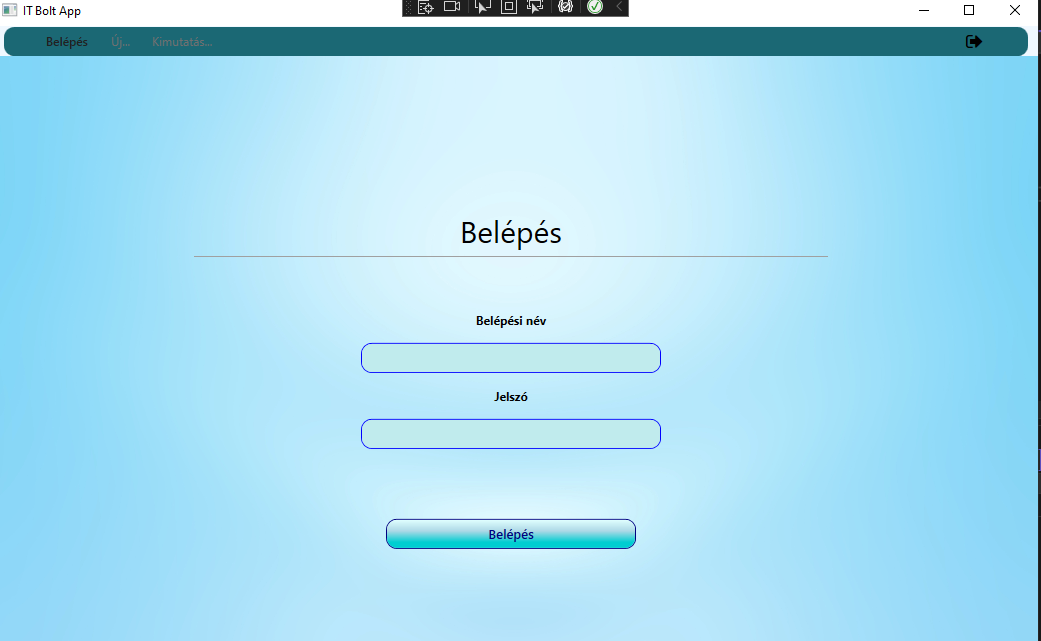 IT Bolt App
Belépés Új... Kimutatás...
Belépés
Belépési név
Jelszó
Belépés